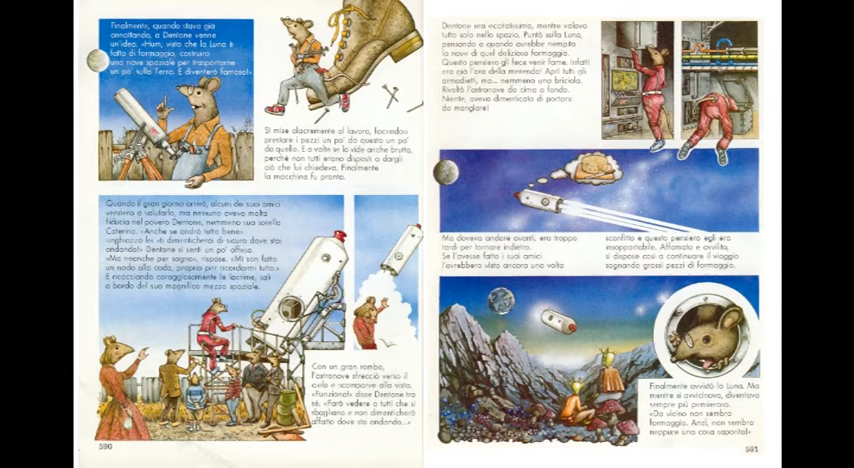 Finalmente, quando stava già
annottando, a Dentone venne
un'idea. «Hum, visto che la Luna è
fatta di formaggio, costruirò
una nave spaziale per trasportarne
un po' sulla Terra. E diventerò famoso!»
Si mise alacremente al lavoro, facendosi
prestare i pezzi un po' da questo un po'
da quello. E a volte se la vide anche brutta,
perché non tutti erano disposti a dargli
ciò che lui chiedeva. Finalmente
la macchina fu pronta.
Quando il gran giorno arrivò, alcuni dei suoi amici
vennero a salutarlo, ma nessuno aveva molta
fiducia nel povero Dentone, nemmeno sua sorella
Caterina. «Anche se andrà tutto bene»
lei «ti dimenticherai di sicuro dove stai
andando!» Dentone si sentì un po' offeso.
«Ma neanche per sogno», rispose. «Mi son fatto
un nodo alla coda, proprio per ricordarmi tutto.»
E ricacciando coraggiosamente le lacrime, salì
a bordo del suo magnifico mezzo spaziale.
Con un gran rombo,
l'astronave sfrecciò verso il
cielo e scomparve alla vista.
«Funziona!» disse Dentone tra
sé. «Farò vedere a tutti che si
sbagliano e non dimenticherò
affatto dove sto andando...»
590
Dentone era eccitatissimo, mentre volava
tutto solo nello spazio. Puntò sulla Luna,
pensando a quando avrebbe riempito
la nave di quel delizioso formaggio.
Questo pensiero gli fece venir fame. Infatti
era già l'ora della merenda! Aprì tutti gli
armadietti, ma... nemmeno una briciola.
Rivoltò l'astronave da cima a fondo.
Niente, aveva dimenticato di portarsi
da mangiare!
Ma doveva andare avanti, era troppo
tardi per tornare indietro.
Se l'avesse fatto i suoi amici
l'avrebbero visto ancora una volta
sconfitto e questo pensiero gli era
insopportabile. Affamato e avvilito,
si dispose così a continuare il viaggio
sognando grossi pezzi di formaggio.
Finalmente avvistò la Luna. Ma
mentre si avvicinava, diventava
sempre più pensieroso.
«Da vicino non sembra
formaggio. Anzi, non sembra
neppure una cosa saporita!»
591